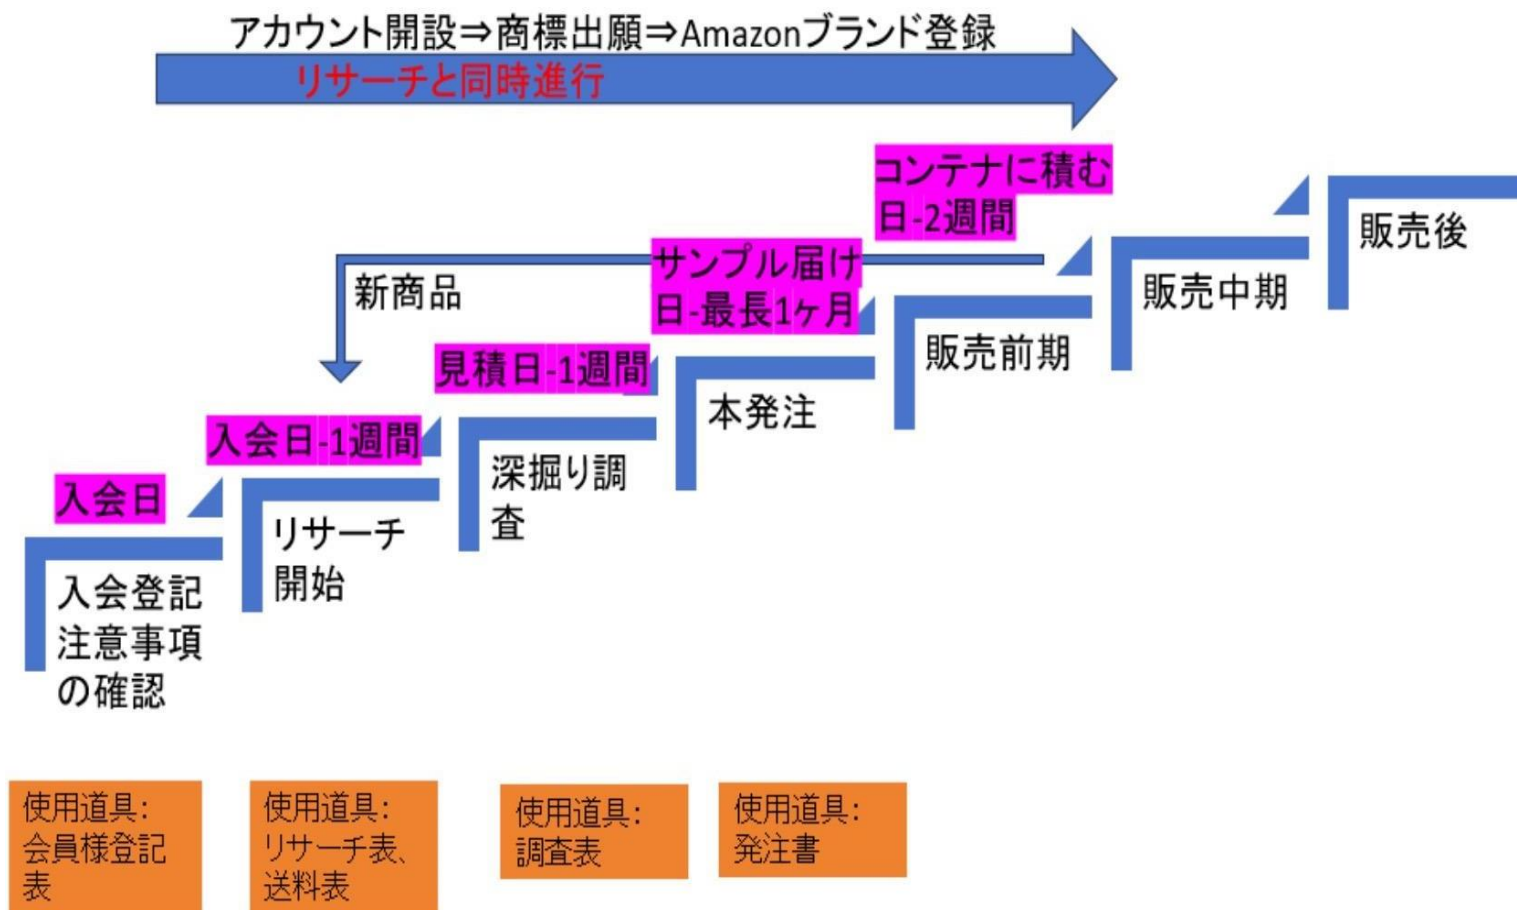 アカウント開設⇒商標出願⇒Amazonブランド登録
リサーチと同時進行
コンテナに積む
日-2週間
販売後
サンプル届け
日-最長1ヶ月
新商品
販売中期
見積日-1週間
販売前期
入会日-1週間
本発注
入会日
深掘り調
査
リサーチ
開始
入会登記
注意事項
の確認
使用道具：
会員様登記
表
使用道具：
リサーチ表、
送料表
使用道具：
調査表
使用道具：
発注書